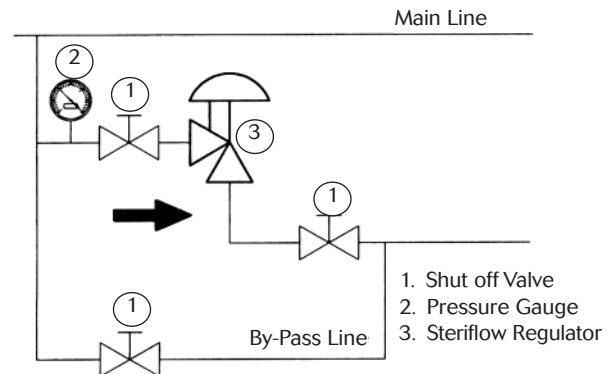 Main Line
2
1
3
1
1
By-Pass Line
1. Shut off Valve
2. Pressure Gauge
3. Steriflow Regulator